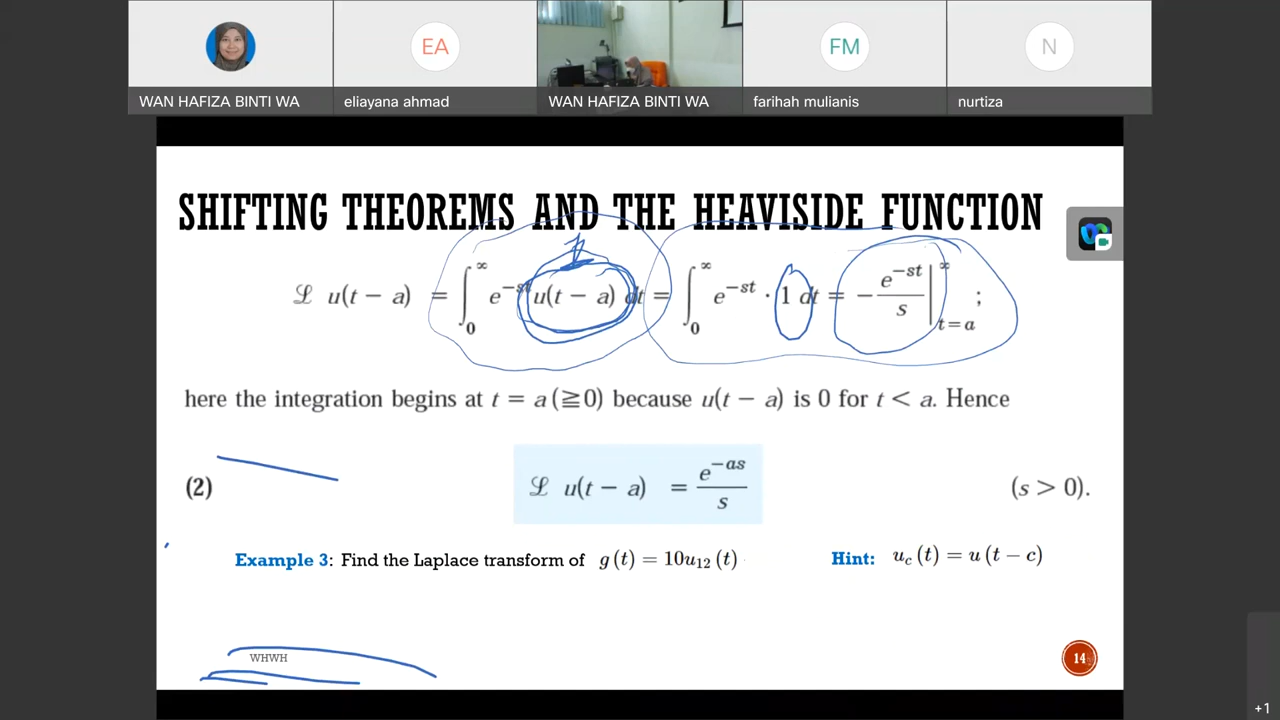 WAN HAFIZA BINTI WA
EA
eliayana ahmad
WAN HAFIZA BINTI WA
FM
farihah mulianis
N
nurtiza
SHIFTING THEOREMS AND THE HEAVISIDE FUNCTION
ℒ u(t − a) = ∫₀^∞ e^{−st} u(t − a) dt = ∫₀^∞ e^{−st} · 1 dt = −e^{−st}/s |_{t=a}^∞ ;
here the integration begins at t = a (≧0) because u(t − a) is 0 for t < a. Hence
(2) ℒ u(t − a) = e^{−as}/s (s > 0).
Example 3: Find the Laplace transform of g(t) = 10u₁₂(t) Hint: u_c(t) = u(t − c)
WHWH
14
+1